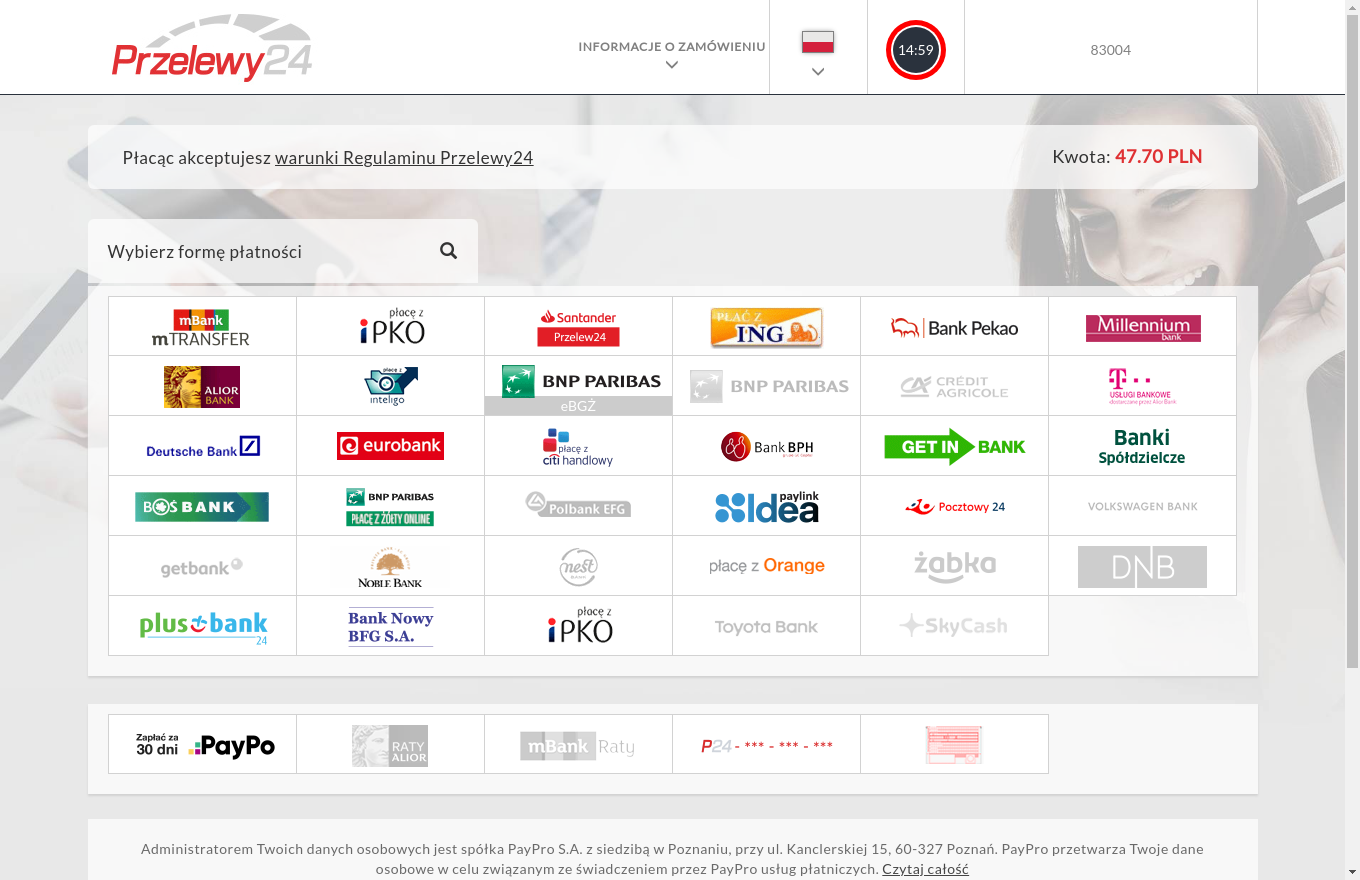 Przelewy24
INFORMACJE O ZAMÓWIENIU
14:59
83004
Płacąc akceptujesz warunki Regulaminu Przelewy24
Kwota: 47.70 PLN
Wybierz formę płatności
mBank
mTRANSFER
płacę z
iPKO
Santander
Przelew24
PŁAĆ Z
ING
Bank Pekao
Millennium
bank
ALIOR
BANK
płacę z
inteligo
BNP PARIBAS
eBGŻ
BNP PARIBAS
CRÉDIT
AGRICOLE
T
USŁUGI BANKOWE
dostarczane przez Alior Bank
Deutsche Bank
eurobank
płacę z
citi handlowy
Bank BPH
GET IN BANK
Banki
Spółdzielcze
BOŚ BANK
BNP PARIBAS
PŁACĘ Z ŻÓŁTY ONLINE
Polbank EFG
paylink
Idea
Pocztowy 24
VOLKSWAGEN BANK
getbank
NOBLE BANK
nest
BANK
płacę z Orange
żabka
DNB
plus bank
24
Bank Nowy
BFG S.A.
płacę z
iPKO
Toyota Bank
SkyCash
Zapłać za
30 dni
PayPo
RATY
ALIOR
mBank Raty
P24 - *** - *** - ***
Administratorem Twoich danych osobowych jest spółka PayPro S.A. z siedzibą w Poznaniu, przy ul. Kanclerskiej 15, 60-327 Poznań. PayPro przetwarza Twoje dane
osobowe w celu związanym ze świadczeniem przez PayPro usług płatniczych. Czytaj całość